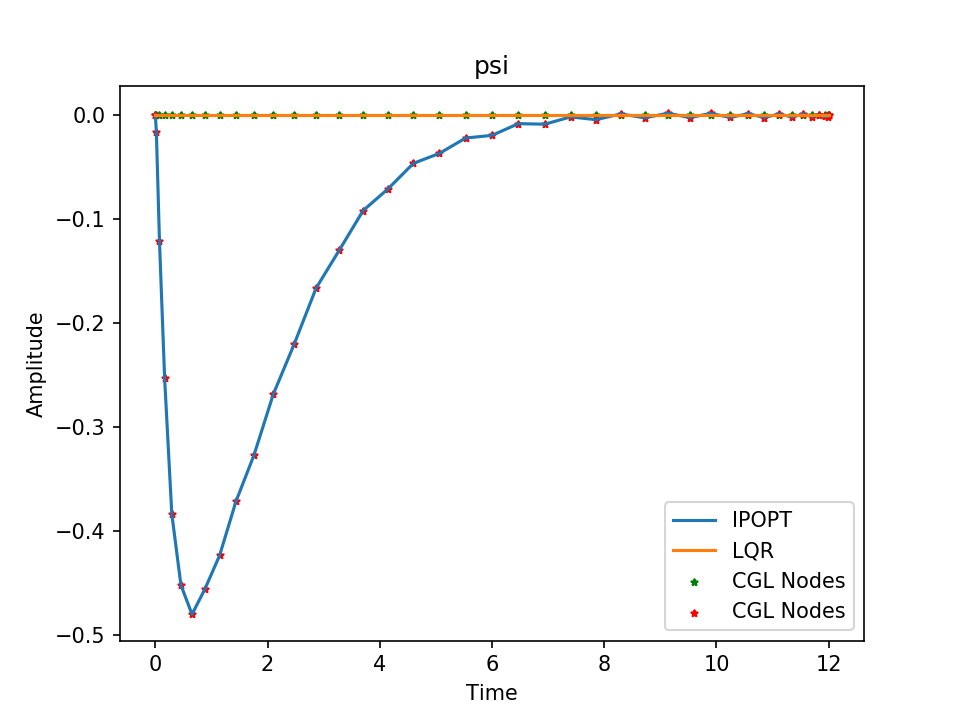 psi
0.0
−0.1
−0.2
−0.3
−0.4
−0.5
Amplitude
0 2 4 6 8 10 12
Time
IPOPT
LQR
CGL Nodes
CGL Nodes